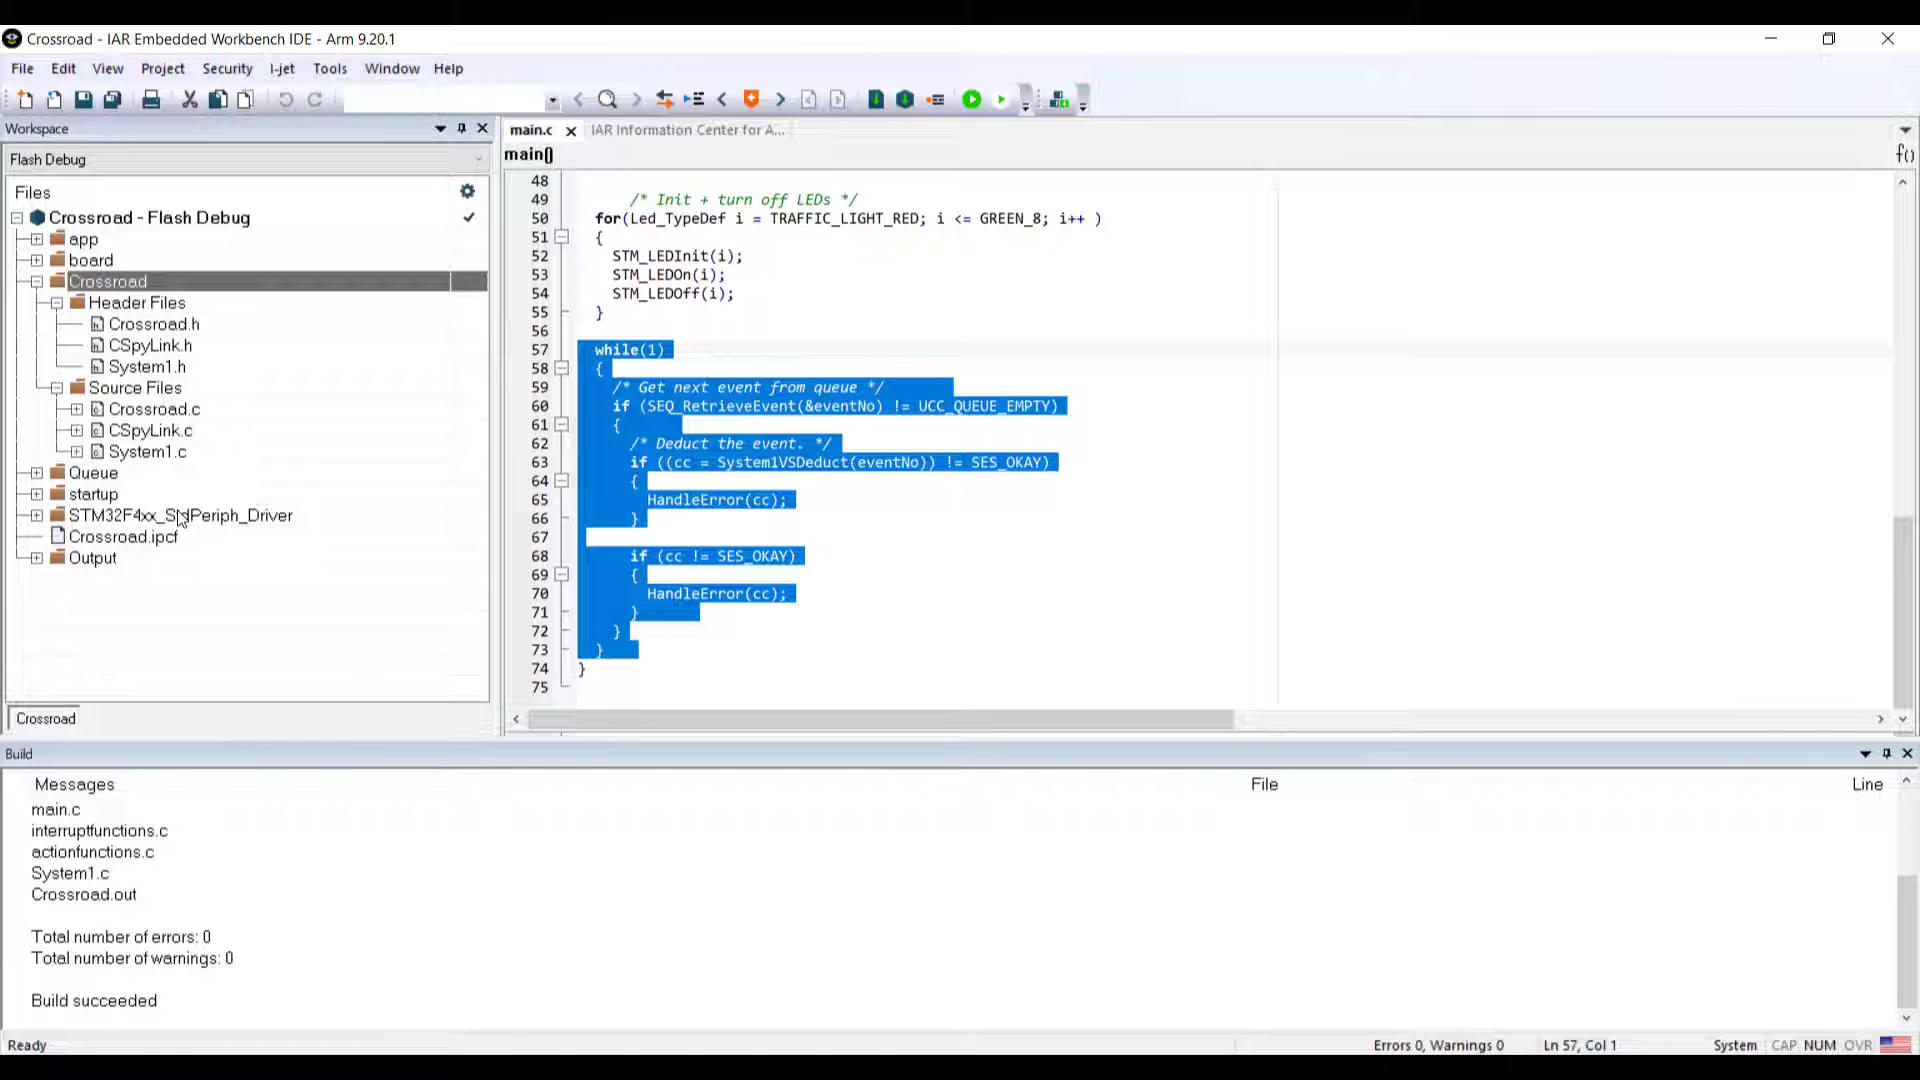 Crossroad - IAR Embedded Workbench IDE - Arm 9.20.1
File Edit View Project Security I-jet Tools Window Help
Workspace
Flash Debug
Files
Crossroad - Flash Debug
app
board
Crossroad
Header Files
Crossroad.h
CSpyLink.h
System1.h
Source Files
Crossroad.c
CSpyLink.c
System1.c
Queue
startup
STM32F4xx_StdPeriph_Driver
Crossroad.ipcf
Output
Crossroad
main.c
IAR Information Center for A...
main()
f()
48
49 /* Init + turn off LEDs */
50 for(Led_TypeDef i = TRAFFIC_LIGHT_RED; i <= GREEN_8; i++ )
51 {
52 STM_LEDInit(i);
53 STM_LEDOn(i);
54 STM_LEDOff(i);
55 }
56
57 while(1)
58 {
59 /* Get next event from queue */
60 if (SEQ_RetrieveEvent(&eventNo) != UCC_QUEUE_EMPTY)
61 {
62 /* Deduct the event. */
63 if ((cc = System1VSDeduct(eventNo)) != SES_OKAY)
64 {
65 HandleError(cc);
66 }
67
68 if (cc != SES_OKAY)
69 {
70 HandleError(cc);
71 }
72 }
73 }
74 }
75
Build
Messages File Line
main.c
interruptfunctions.c
actionfunctions.c
System1.c
Crossroad.out
Total number of errors: 0
Total number of warnings: 0
Build succeeded
Ready
Errors 0, Warnings 0
Ln 57, Col 1
System
CAP NUM OVR